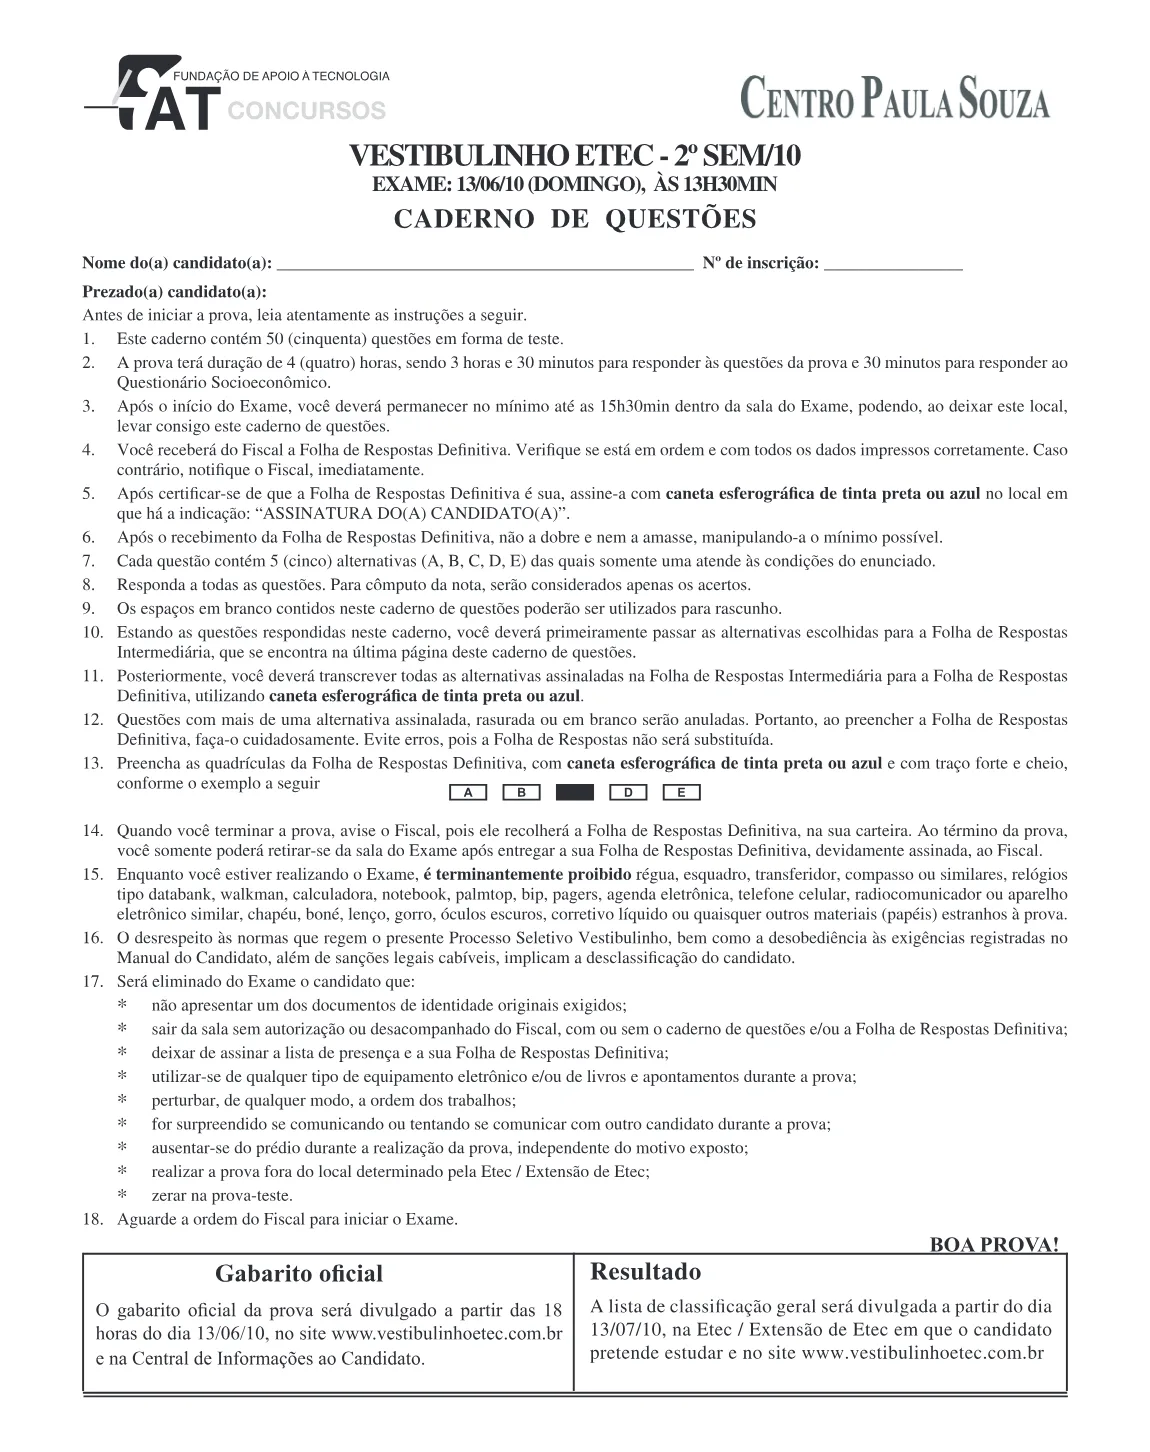 FUNDAÇÃO DE APOIO À TECNOLOGIA
FAT CONCURSOS
CENTRO PAULA SOUZA
VESTIBULINHO ETEC - 2º SEM/10
EXAME: 13/06/10 (DOMINGO), ÀS 13H30MIN
CADERNO DE QUESTÕES
Nome do(a) candidato(a): ________________ Nº de inscrição: ________
Prezado(a) candidato(a):
Antes de iniciar a prova, leia atentamente as instruções a seguir.
1. Este caderno contém 50 (cinquenta) questões em forma de teste.
2. A prova terá duração de 4 (quatro) horas, sendo 3 horas e 30 minutos para responder às questões da prova e 30 minutos para responder ao
Questionário Socioeconômico.
3. Após o início do Exame, você deverá permanecer no mínimo até as 15h30min dentro da sala do Exame, podendo, ao deixar este local,
levar consigo este caderno de questões.
4. Você receberá do Fiscal a Folha de Respostas Definitiva. Verifique se está em ordem e com todos os dados impressos corretamente. Caso
contrário, notifique o Fiscal, imediatamente.
5. Após certificar-se de que a Folha de Respostas Definitiva é sua, assine-a com caneta esferográfica de tinta preta ou azul no local em
que há a indicação: “ASSINATURA DO(A) CANDIDATO(A)”.
6. Após o recebimento da Folha de Respostas Definitiva, não a dobre e nem a amasse, manipulando-a o mínimo possível.
7. Cada questão contém 5 (cinco) alternativas (A, B, C, D, E) das quais somente uma atende às condições do enunciado.
8. Responda a todas as questões. Para cômputo da nota, serão considerados apenas os acertos.
9. Os espaços em branco contidos neste caderno de questões poderão ser utilizados para rascunho.
10. Estando as questões respondidas neste caderno, você deverá primeiramente passar as alternativas escolhidas para a Folha de Respostas
Intermediária, que se encontra na última página deste caderno de questões.
11. Posteriormente, você deverá transcrever todas as alternativas assinaladas na Folha de Respostas Intermediária para a Folha de Respostas
Definitiva, utilizando caneta esferográfica de tinta preta ou azul.
12. Questões com mais de uma alternativa assinalada, rasurada ou em branco serão anuladas. Portanto, ao preencher a Folha de Respostas
Definitiva, faça-o cuidadosamente. Evite erros, pois a Folha de Respostas não será substituída.
13. Preencha as quadrículas da Folha de Respostas Definitiva, com caneta esferográfica de tinta preta ou azul e com traço forte e cheio,
conforme o exemplo a seguir A B D E
14. Quando você terminar a prova, avise o Fiscal, pois ele recolherá a Folha de Respostas Definitiva, na sua carteira. Ao término da prova,
você somente poderá retirar-se da sala do Exame após entregar a sua Folha de Respostas Definitiva, devidamente assinada, ao Fiscal.
15. Enquanto você estiver realizando o Exame, é terminantemente proibido régua, esquadro, transferidor, compasso ou similares, relógios
tipo databank, walkman, calculadora, notebook, palmtop, bip, pagers, agenda eletrônica, telefone celular, radiocomunicador ou aparelho
eletrônico similar, chapéu, boné, lenço, gorro, óculos escuros, corretivo líquido ou quaisquer outros materiais (papéis) estranhos à prova.
16. O desrespeito às normas que regem o presente Processo Seletivo Vestibulinho, bem como a desobediência às exigências registradas no
Manual do Candidato, além de sanções legais cabíveis, implicam a desclassificação do candidato.
17. Será eliminado do Exame o candidato que:
* não apresentar um dos documentos de identidade originais exigidos;
* sair da sala sem autorização ou desacompanhado do Fiscal, com ou sem o caderno de questões e/ou a Folha de Respostas Definitiva;
* deixar de assinar a lista de presença e a sua Folha de Respostas Definitiva;
* utilizar-se de qualquer tipo de equipamento eletrônico e/ou de livros e apontamentos durante a prova;
* perturbar, de qualquer modo, a ordem dos trabalhos;
* for surpreendido se comunicando ou tentando se comunicar com outro candidato durante a prova;
* ausentar-se do prédio durante a realização da prova, independente do motivo exposto;
* realizar a prova fora do local determinado pela Etec / Extensão de Etec;
* zerar na prova-teste.
18. Aguarde a ordem do Fiscal para iniciar o Exame.
BOA PROVA!
Gabarito oficial
O gabarito oficial da prova será divulgado a partir das 18
horas do dia 13/06/10, no site www.vestibulinhoetec.com.br
e na Central de Informações ao Candidato.
Resultado
A lista de classificação geral será divulgada a partir do dia
13/07/10, na Etec / Extensão de Etec em que o candidato
pretende estudar e no site www.vestibulinhoetec.com.br